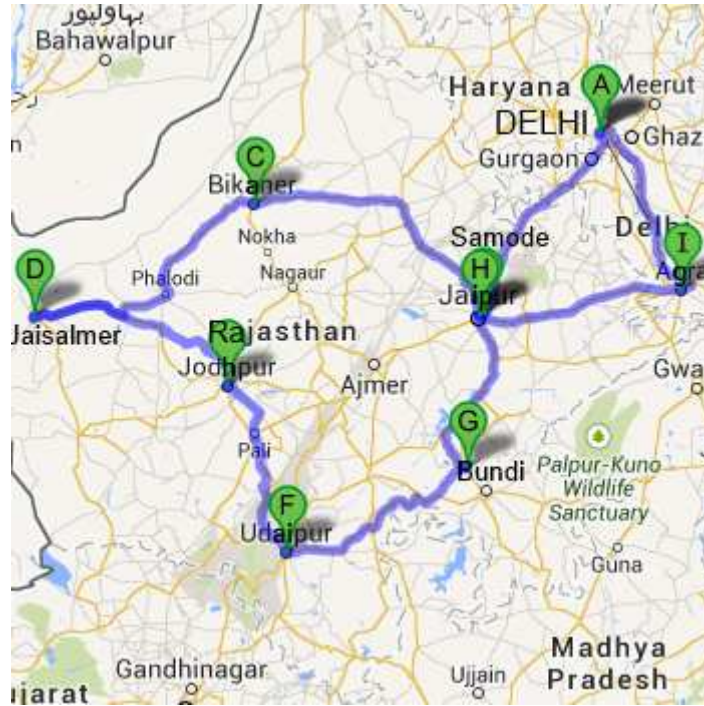 بہاولپور
Bahawalpur
A
Haryana
Meerut
DELHI
Ghaz
Gurgaon
C
Bikaner
Nokha
Nagaur
Samode
Delhi
D
Phalodi
H
I
Jaipur
Agra
Jaisalmer
Rajasthan
Jodhpur
Ajmer
Gwa
G
Pali
Bundi
Palpur-Kuno
Wildlife
Sanctuary
F
Udaipur
Guna
Madhya
Pradesh
Gandhinagar
Ujjain
ujarat